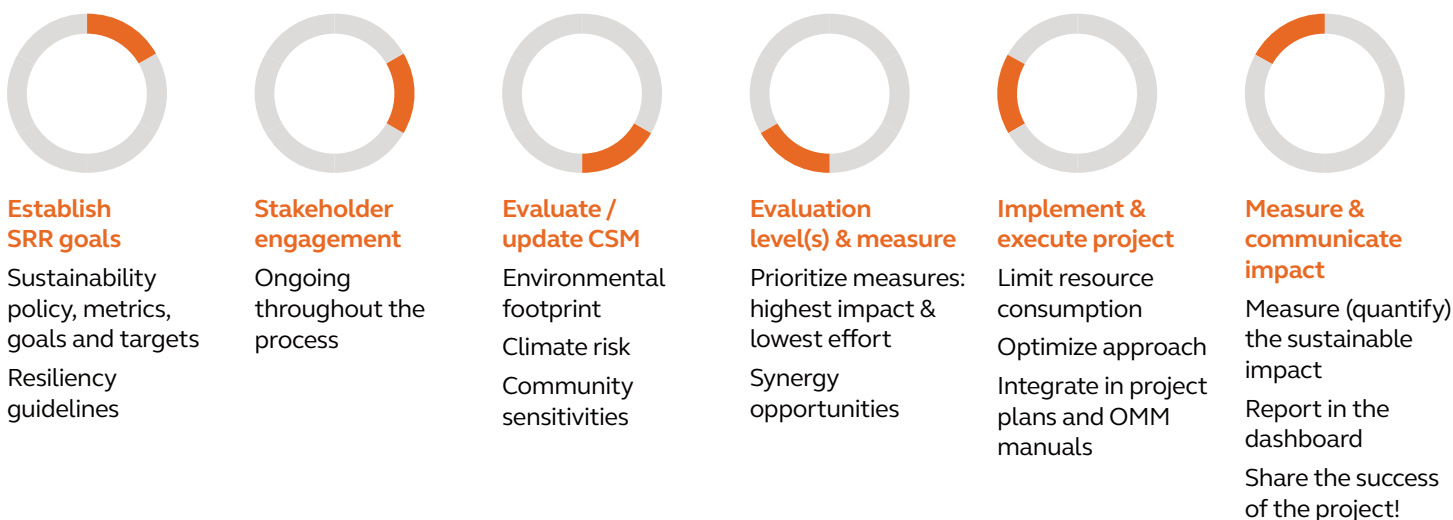 Establish
SRR goals
Sustainability
policy, metrics,
goals and targets
Resiliency
guidelines
Stakeholder
engagement
Ongoing
throughout the
process
Evaluate /
update CSM
Environmental
footprint
Climate risk
Community
sensitivities
Evaluation
level(s) & measure
Prioritize measures:
highest impact &
lowest effort
Synergy
opportunities
Implement &
execute project
Limit resource
consumption
Optimize approach
Integrate in project
plans and OMM
manuals
Measure &
communicate
impact
Measure (quantify)
the sustainable
impact
Report in the
dashboard
Share the success
of the project!